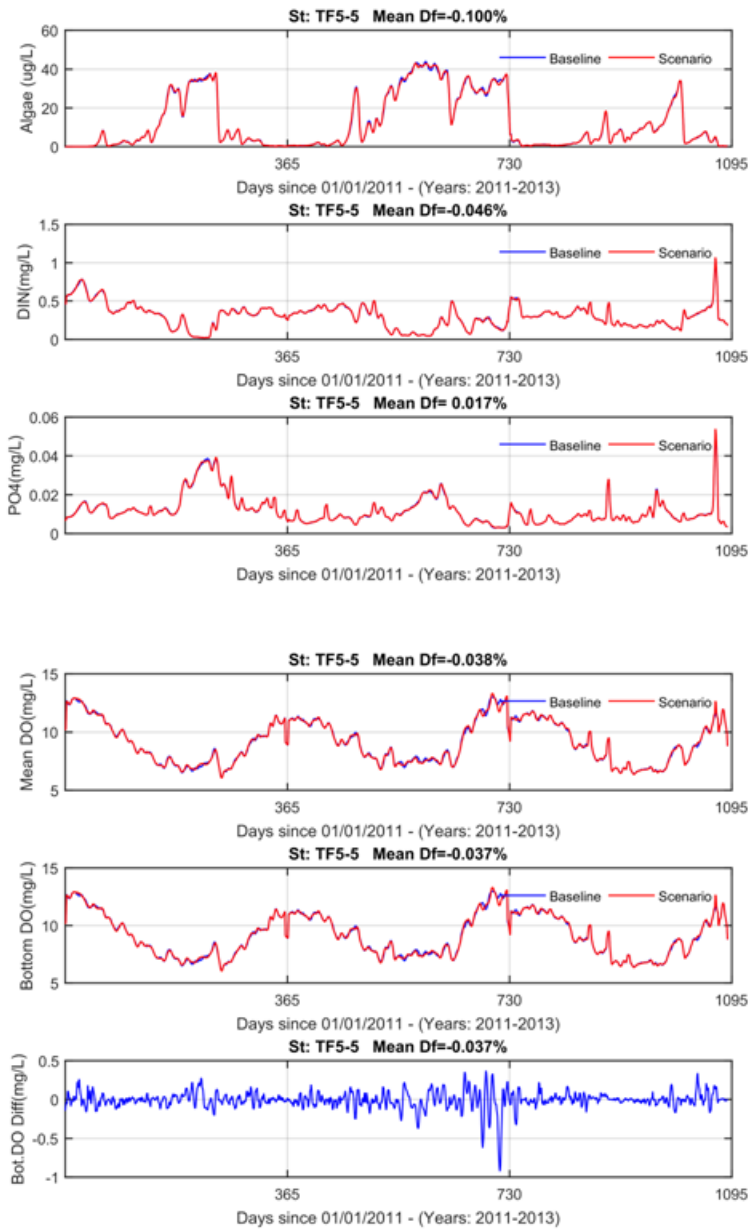 St: TF5-5 Mean Df=-0.100%
60
40
20
0
Algae (ug/L)
Baseline Scenario
365 730 1095
Days since 01/01/2011 - (Years: 2011-2013)
St: TF5-5 Mean Df=-0.046%
1.5
1
0.5
0
DIN(mg/L)
Baseline Scenario
365 730 1095
Days since 01/01/2011 - (Years: 2011-2013)
St: TF5-5 Mean Df= 0.017%
0.06
0.04
0.02
0
PO4(mg/L)
Baseline Scenario
365 730 1095
Days since 01/01/2011 - (Years: 2011-2013)
St: TF5-5 Mean Df=-0.038%
15
10
5
Mean DO(mg/L)
Baseline Scenario
365 730 1095
Days since 01/01/2011 - (Years: 2011-2013)
St: TF5-5 Mean Df=-0.037%
15
10
5
Bottom DO(mg/L)
Baseline Scenario
365 730 1095
Days since 01/01/2011 - (Years: 2011-2013)
St: TF5-5 Mean Df=-0.037%
0.5
0
-0.5
-1
Bot.DO Diff(mg/L)
365 730 1095
Days since 01/01/2011 - (Years: 2011-2013)